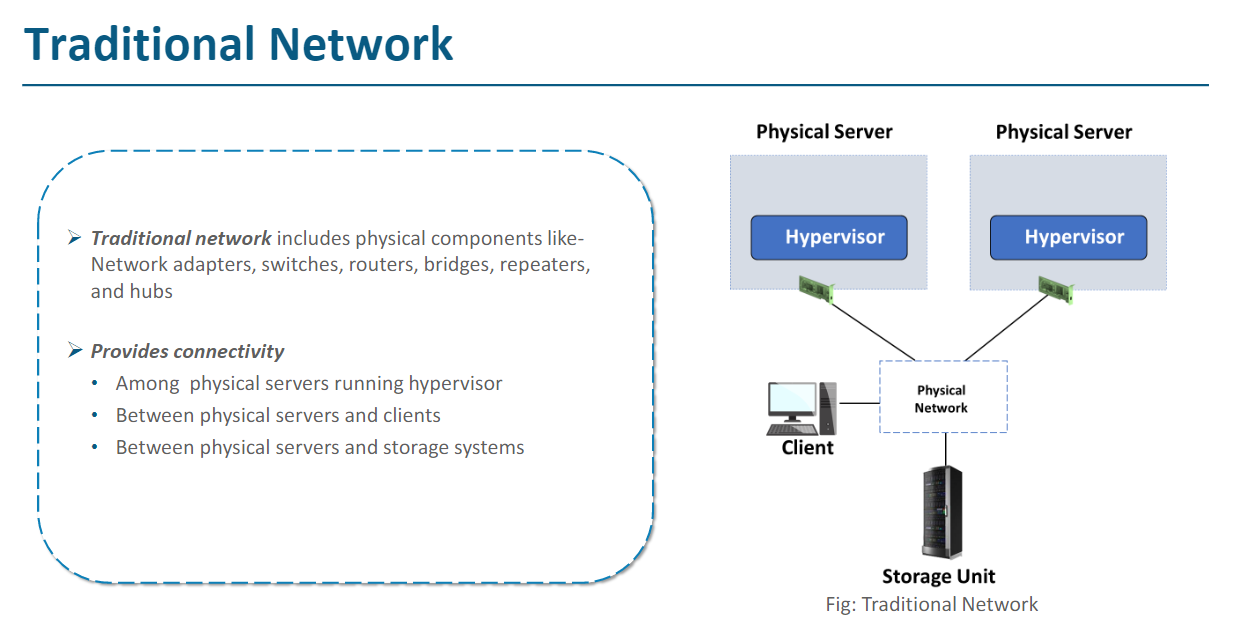 Traditional Network
Traditional network includes physical components like-
Network adapters, switches, routers, bridges, repeaters,
and hubs
Provides connectivity
• Among physical servers running hypervisor
• Between physical servers and clients
• Between physical servers and storage systems
Physical Server
Physical Server
Hypervisor
Hypervisor
Physical
Network
Client
Storage Unit
Fig: Traditional Network